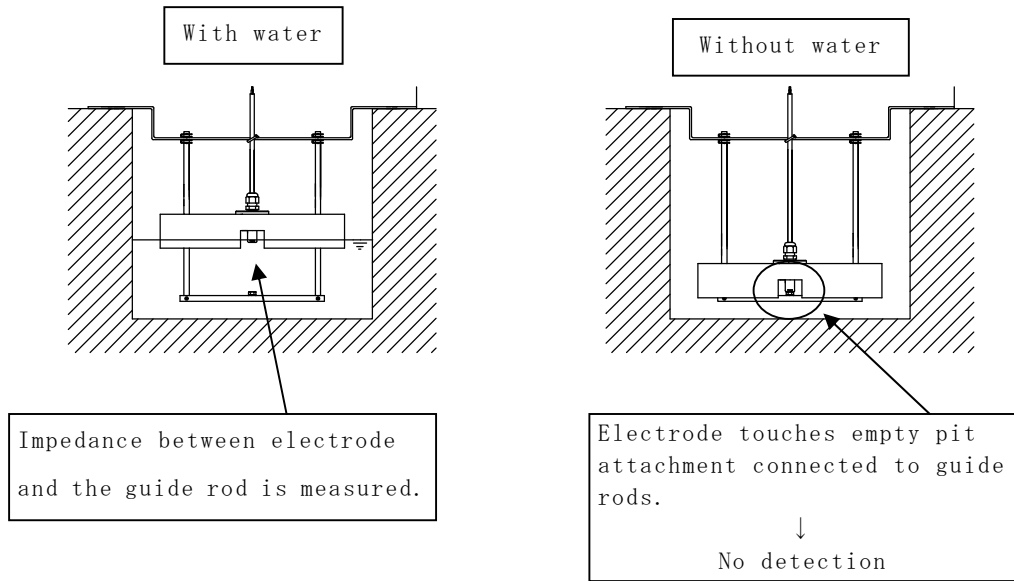 With water
Without water
Impedance between electrode
and the guide rod is measured.
Electrode touches empty pit
attachment connected to guide
rods.
↓
No detection